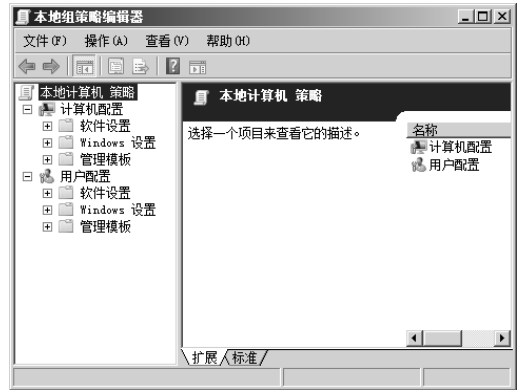 本地组策略编辑器
文件(F) 操作(A) 查看(V) 帮助(H)
本地计算机 策略
计算机配置
软件设置
Windows 设置
管理模板
用户配置
软件设置
Windows 设置
管理模板
本地计算机 策略
选择一个项目来查看它的描述。
名称
计算机配置
用户配置
扩展 标准